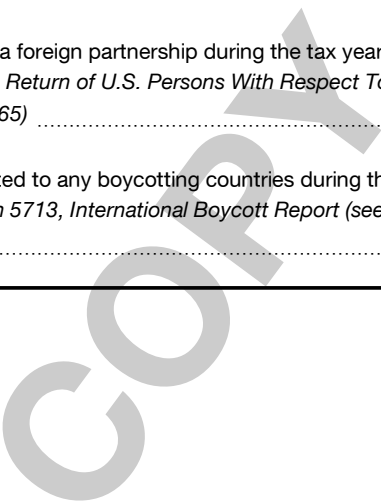 a foreign partnership during the tax year
Return of U.S. Persons With Respect To
65)
ted to any boycotting countries during th
5713, International Boycott Report (see
COPY